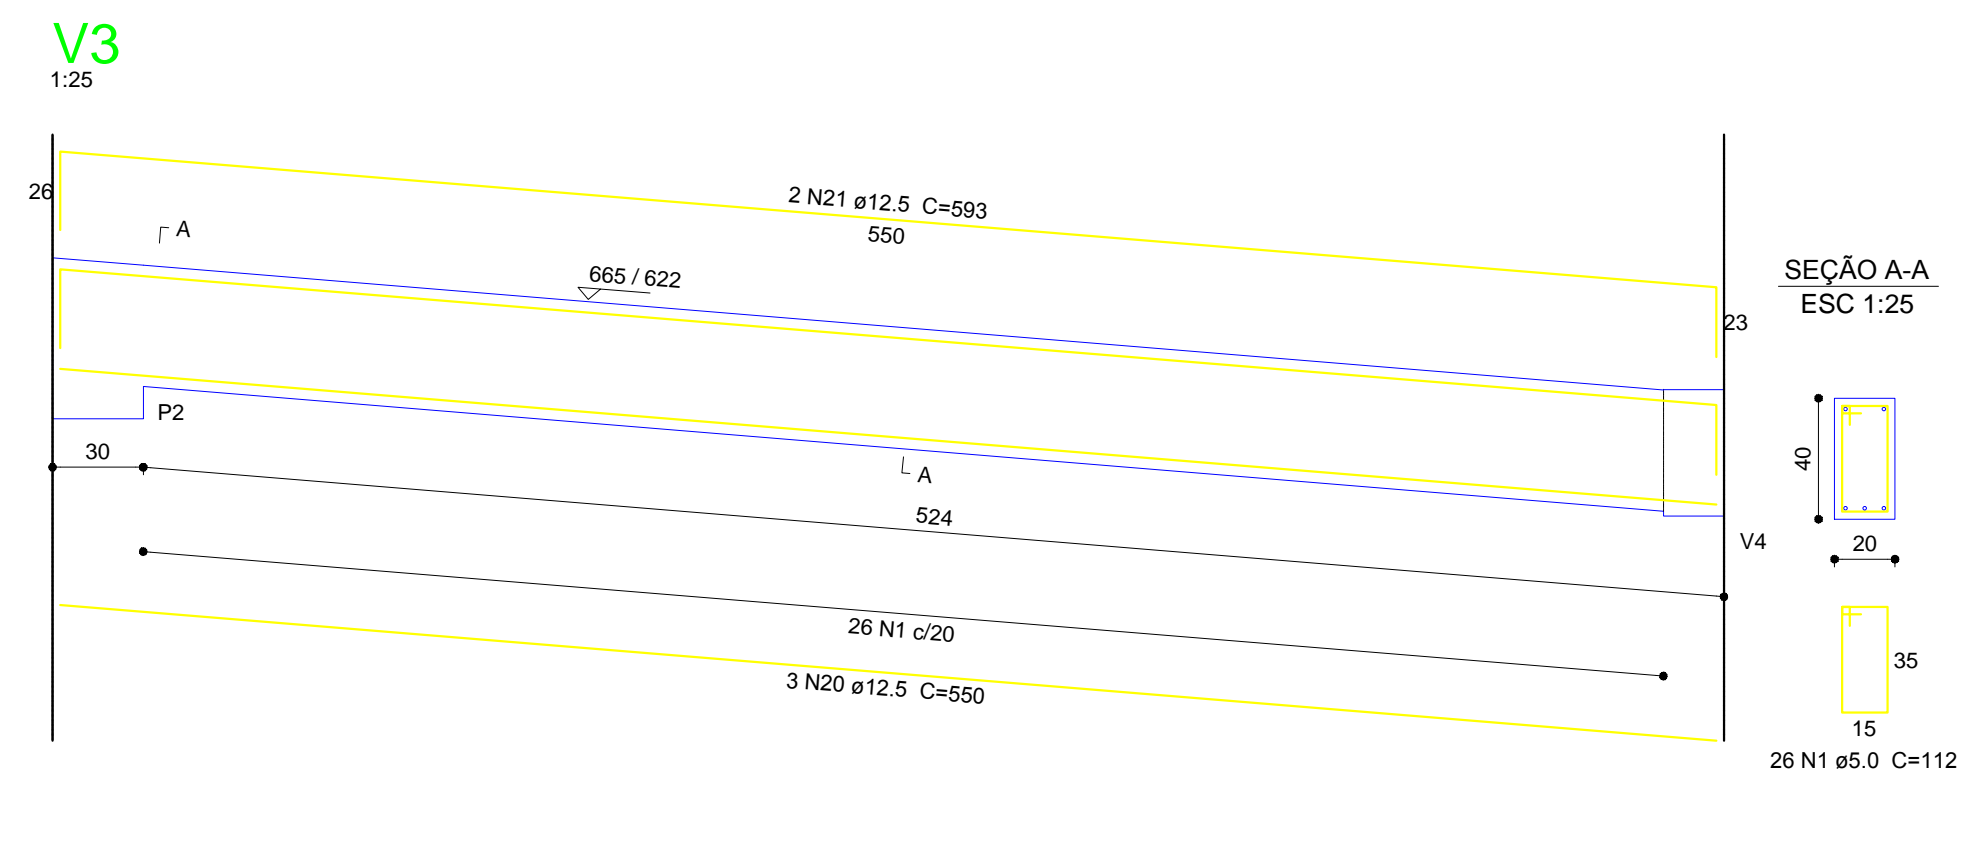 V3
1:25
26
2 N21 ø12.5 C=593
550
A
665 / 622
23
P2
30
A
524
V4
26 N1 c/20
3 N20 ø12.5 C=550
SEÇÃO A-A
ESC 1:25
40
20
35
15
26 N1 ø5.0 C=112